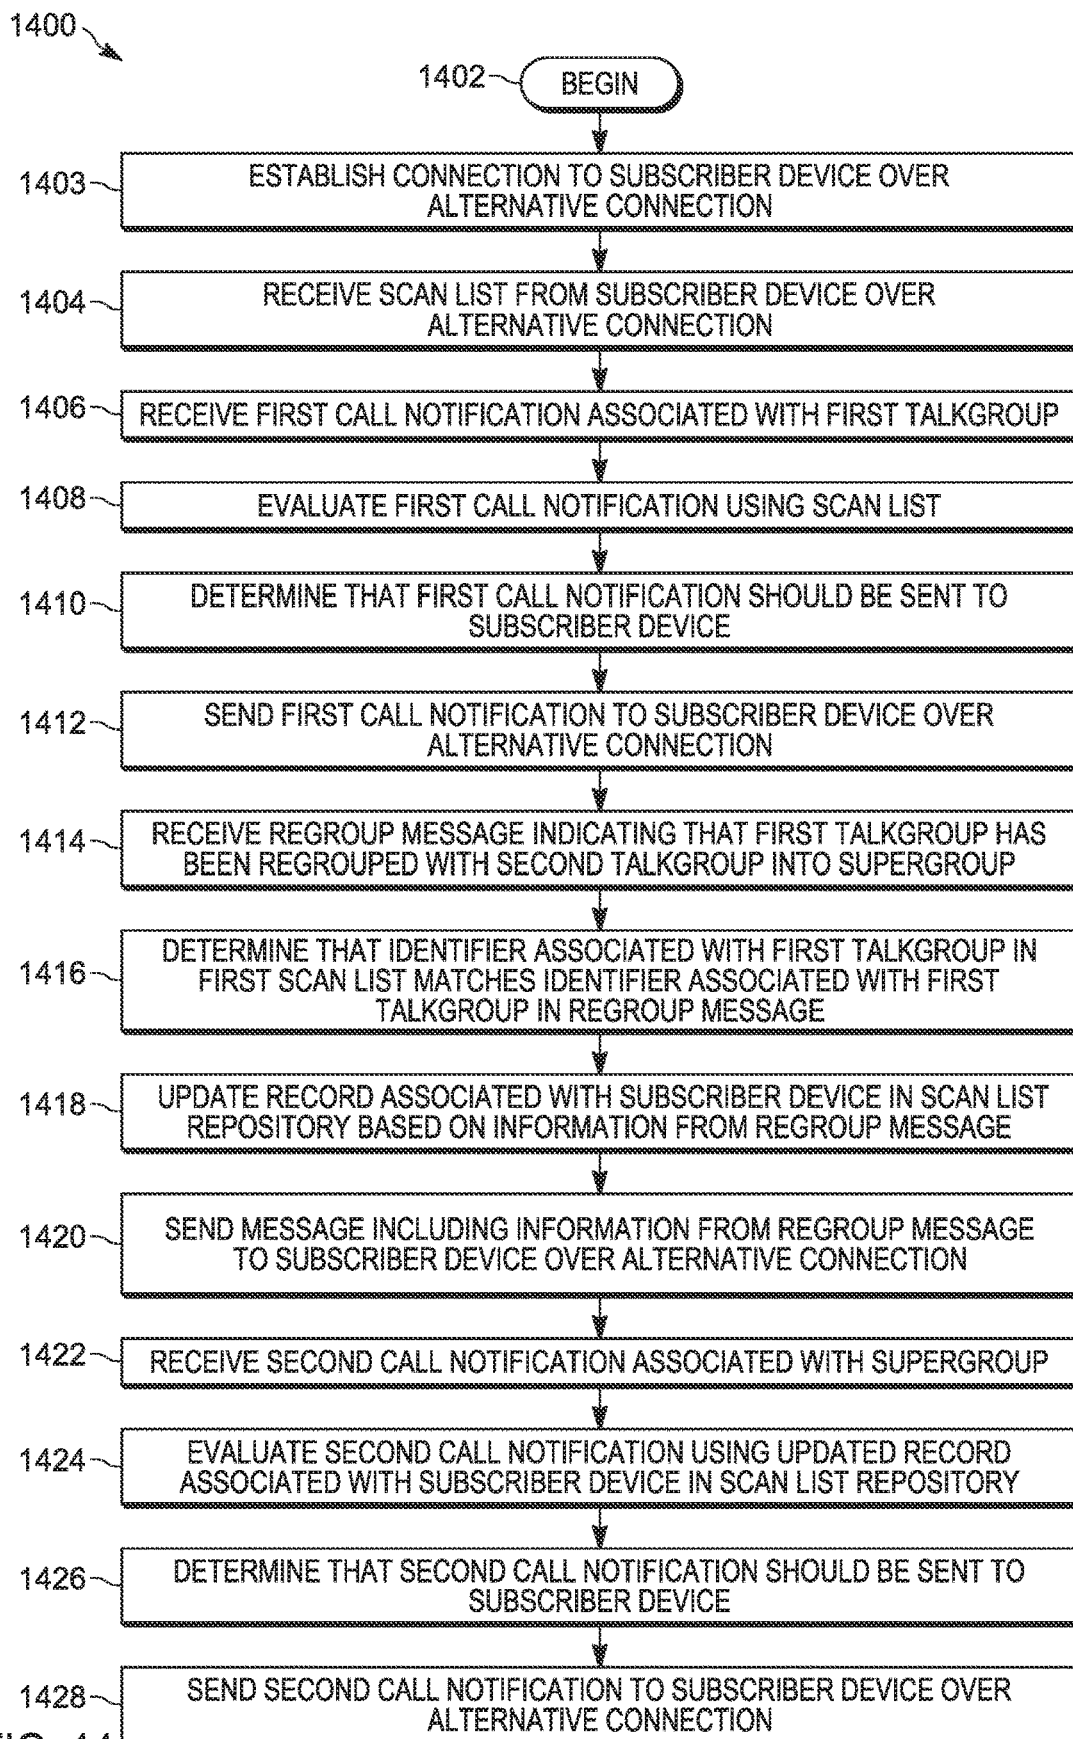 1400
1402
BEGIN
1403
ESTABLISH CONNECTION TO SUBSCRIBER DEVICE OVER
ALTERNATIVE CONNECTION
1404
RECEIVE SCAN LIST FROM SUBSCRIBER DEVICE OVER
ALTERNATIVE CONNECTION
1406
RECEIVE FIRST CALL NOTIFICATION ASSOCIATED WITH FIRST TALKGROUP
1408
EVALUATE FIRST CALL NOTIFICATION USING SCAN LIST
1410
DETERMINE THAT FIRST CALL NOTIFICATION SHOULD BE SENT TO
SUBSCRIBER DEVICE
1412
SEND FIRST CALL NOTIFICATION TO SUBSCRIBER DEVICE OVER
ALTERNATIVE CONNECTION
1414
RECEIVE REGROUP MESSAGE INDICATING THAT FIRST TALKGROUP HAS
BEEN REGROUPED WITH SECOND TALKGROUP INTO SUPERGROUP
1416
DETERMINE THAT IDENTIFIER ASSOCIATED WITH FIRST TALKGROUP IN
FIRST SCAN LIST MATCHES IDENTIFIER ASSOCIATED WITH FIRST
TALKGROUP IN REGROUP MESSAGE
1418
UPDATE RECORD ASSOCIATED WITH SUBSCRIBER DEVICE IN SCAN LIST
REPOSITORY BASED ON INFORMATION FROM REGROUP MESSAGE
1420
SEND MESSAGE INCLUDING INFORMATION FROM REGROUP MESSAGE
TO SUBSCRIBER DEVICE OVER ALTERNATIVE CONNECTION
1422
RECEIVE SECOND CALL NOTIFICATION ASSOCIATED WITH SUPERGROUP
1424
EVALUATE SECOND CALL NOTIFICATION USING UPDATED RECORD
ASSOCIATED WITH SUBSCRIBER DEVICE IN SCAN LIST REPOSITORY
1426
DETERMINE THAT SECOND CALL NOTIFICATION SHOULD BE SENT TO
SUBSCRIBER DEVICE
1428
SEND SECOND CALL NOTIFICATION TO SUBSCRIBER DEVICE OVER
ALTERNATIVE CONNECTION